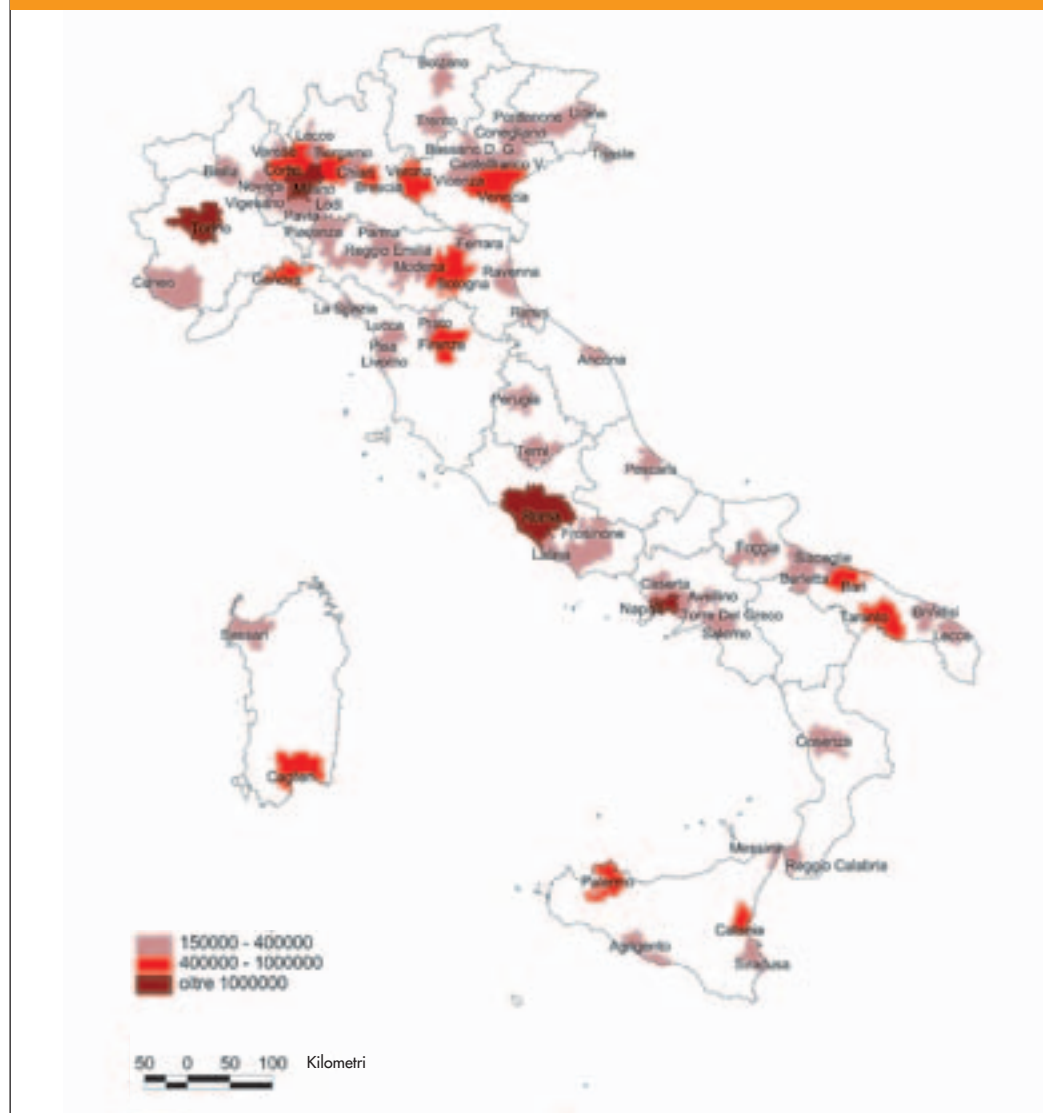 Bolzano
Trento
Pordenone
Udine
Conegliano
Bassano D. G.
Trieste
Castelfranco V.
Lecco
Varese
Bergamo
Biella
Como
Chiari
Verona
Vicenza
Novara
Milano
Brescia
Venezia
Vigevano
Lodi
Pavia
Torino
Piacenza
Parma
Ferrara
Reggio Emilia
Cuneo
Genova
Modena
Bologna
Ravenna
La Spezia
Rimini
Lucca
Prato
Pisa
Firenze
Livorno
Ancona
Perugia
Terni
Pescara
Roma
Frosinone
Latina
Foggia
Bisceglie
Caserta
Barletta
Bari
Napoli
Avellino
Torre Del Greco
Taranto
Brindisi
Salerno
Lecce
Sassari
Cosenza
Cagliari
Messina
Reggio Calabria
Palermo
Catania
Agrigento
Siracusa
150000 - 400000
400000 - 1000000
oltre 1000000
50 0 50 100 Kilometri